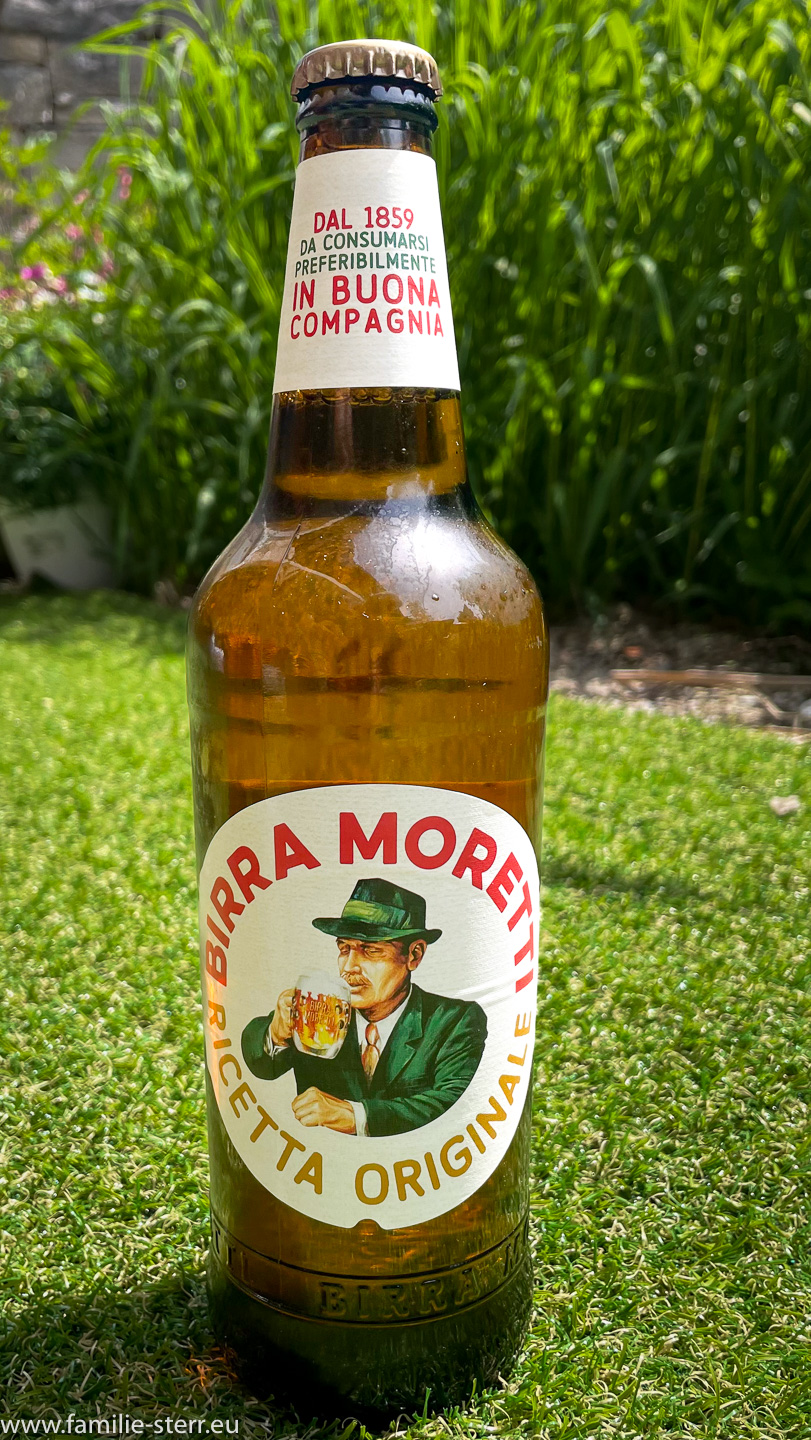 DAL 1859
DA CONSUMARSI
PREFERIBILMENTE
IN BUONA
COMPAGNIA
BIRRA MORETTI
RICETTA ORIGINALE
BIRRA M
www.familie-sterr.eu